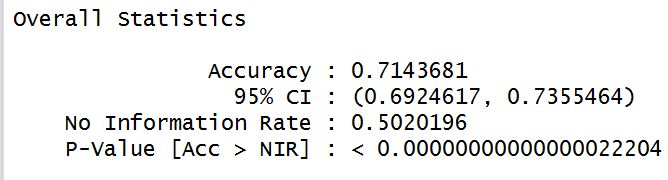 Overall Statistics
Accuracy : 0.7143681
95% CI : (0.6924617, 0.7355464)
No Information Rate : 0.5020196
P-Value [Acc > NIR] : < 0.00000000000000022204